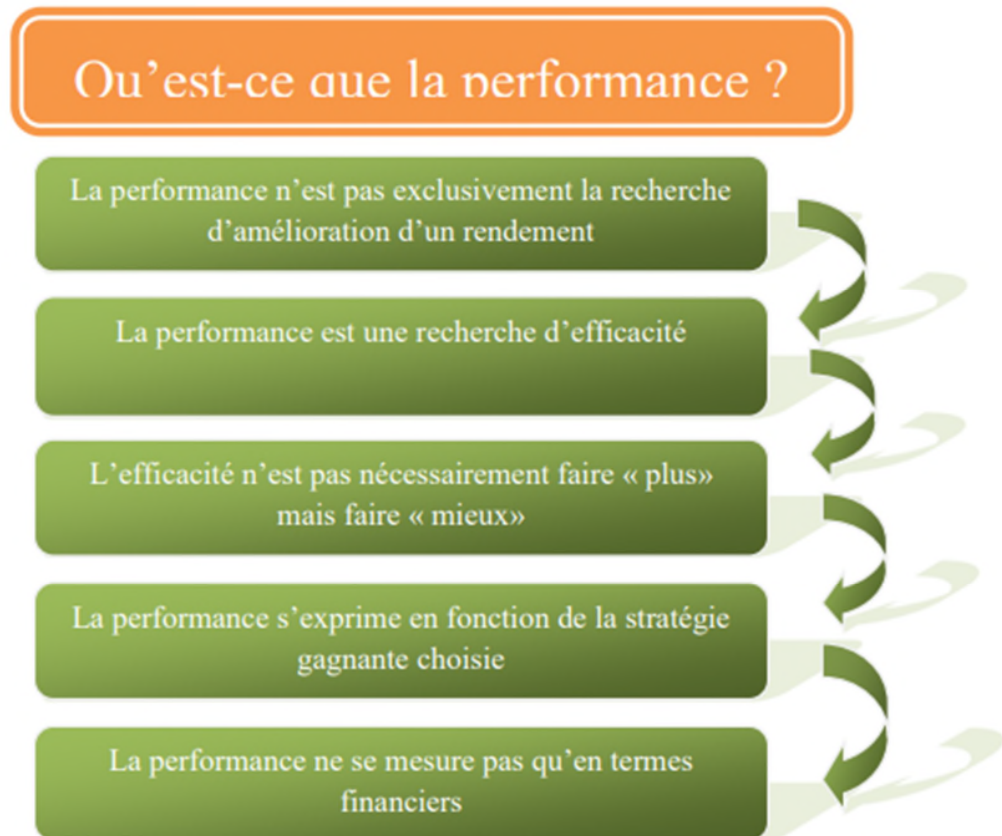 Qu’est-ce que la performance ?
La performance n’est pas exclusivement la recherche
d’amélioration d’un rendement
La performance est une recherche d’efficacité
L’efficacité n’est pas nécessairement faire « plus»
mais faire « mieux»
La performance s’exprime en fonction de la stratégie
gagnante choisie
La performance ne se mesure pas qu’en termes
financiers